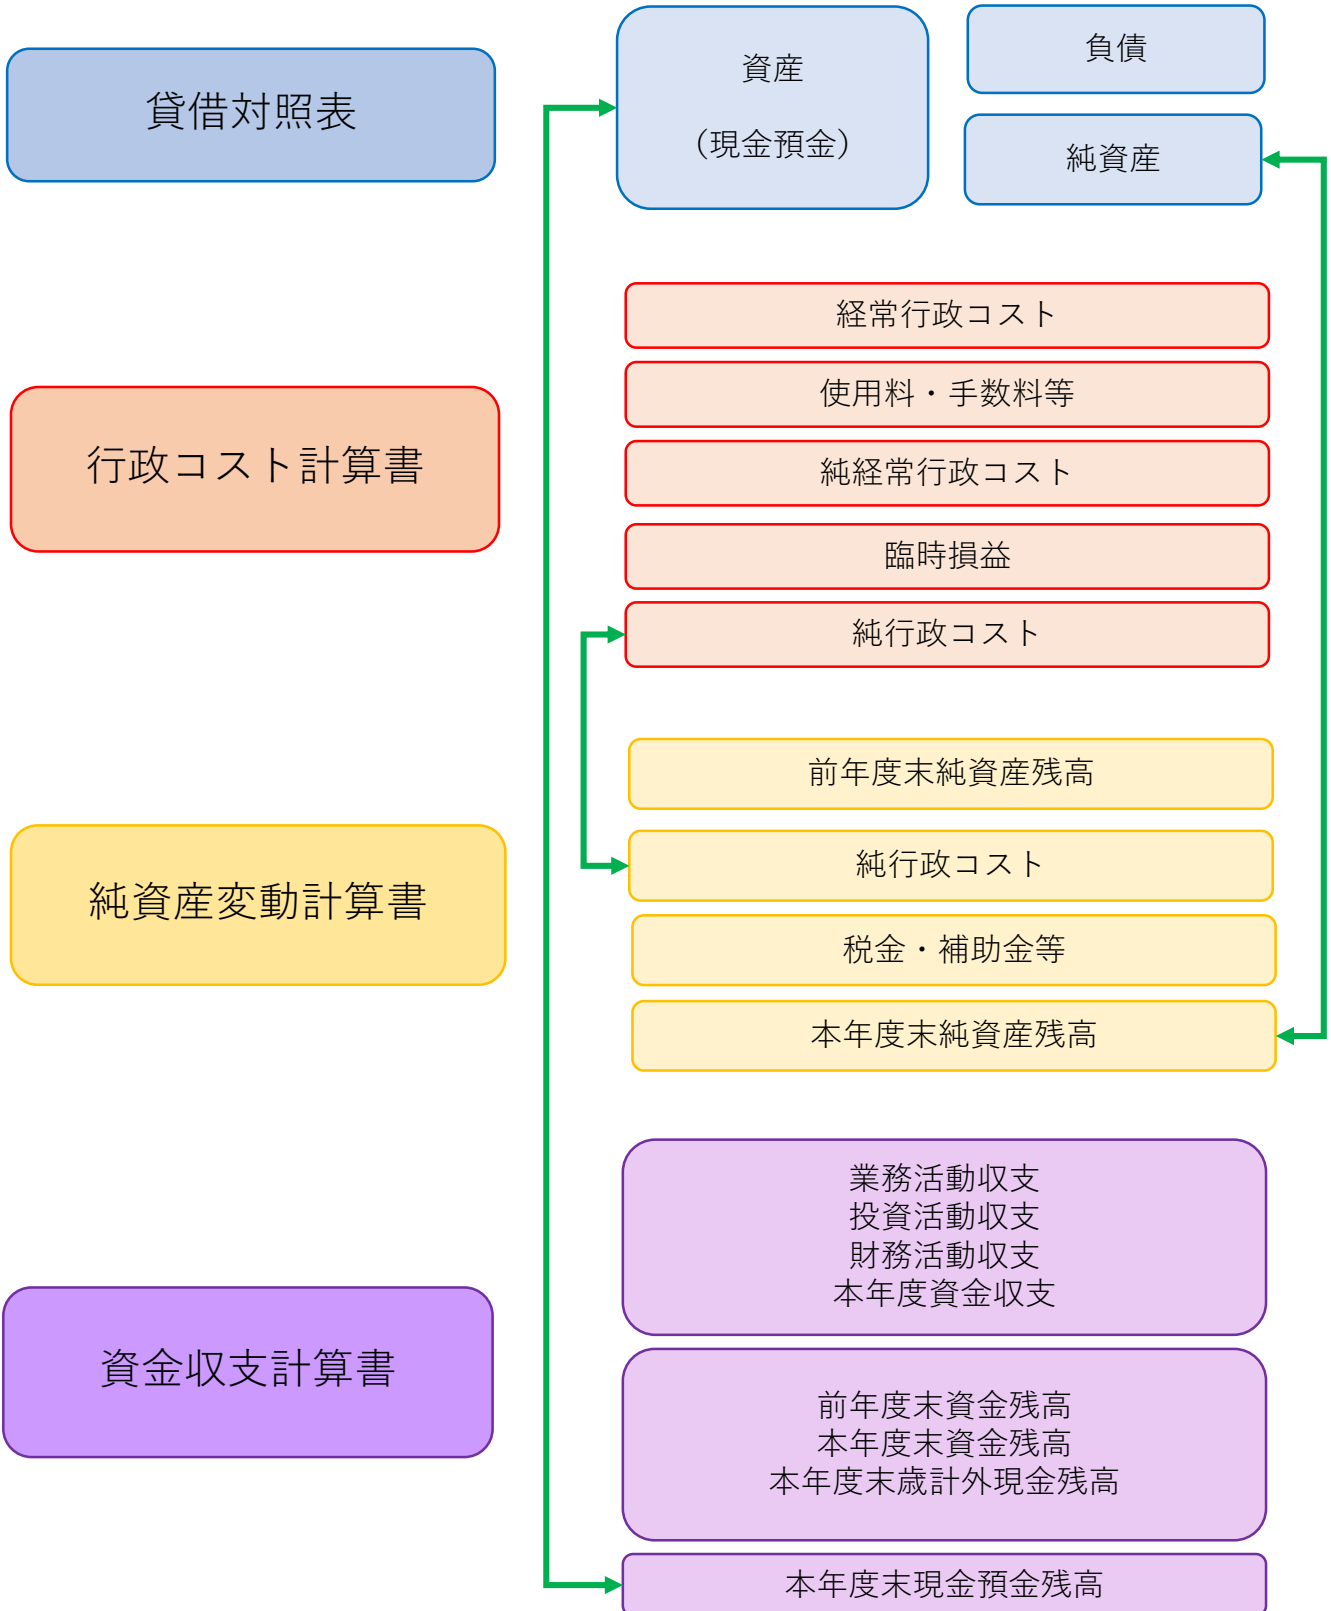 貸借対照表
資産
（現金預金）
負債
純資産
行政コスト計算書
経常行政コスト
使用料・手数料等
純経常行政コスト
臨時損益
純行政コスト
純資産変動計算書
前年度末純資産残高
純行政コスト
税金・補助金等
本年度末純資産残高
資金収支計算書
業務活動収支
投資活動収支
財務活動収支
本年度資金収支
前年度末資金残高
本年度末資金残高
本年度末歳計外現金残高
本年度末現金預金残高